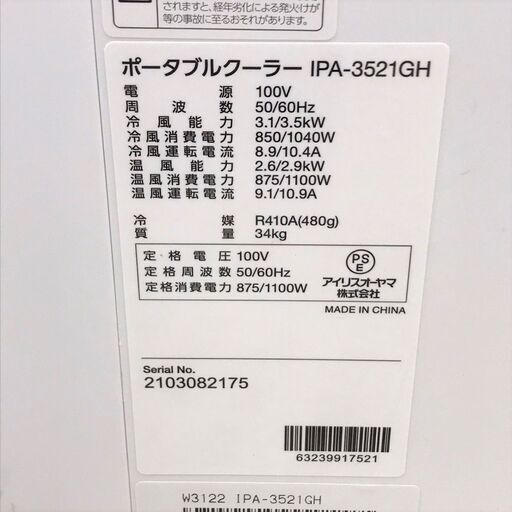 されますと、経年劣化による発火けが
等の事故に至るおそれがあります。
ポータブルクーラー IPA-3521GH
電源 100V
周波数 50/60Hz
冷風能力 3.1/3.5kW
冷風消費電力 850/1040W
冷風運転電流 8.9/10.4A
温風能力 2.6/2.9kW
温風消費電力 875/1100W
温風運転電流 9.1/10.9A
冷媒 R410A(480g)
質量 34kg
定格電圧 100V
定格周波数 50/60Hz
定格消費電力 875/1100W
PS
E
アイリスオーヤマ
株式会社
MADE IN CHINA
Serial No.
2103082175
63239917521
W3122 IPA-3521GH